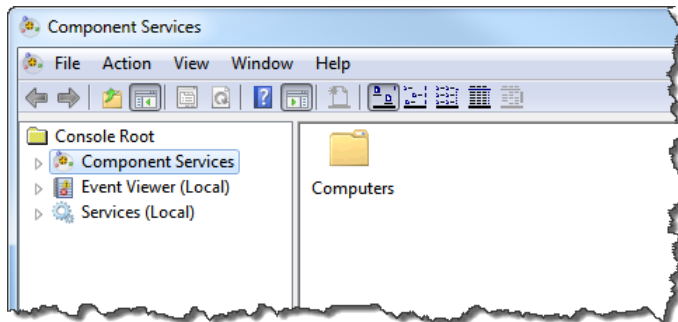 Component Services
File Action View Window Help
Console Root
Component Services
Event Viewer (Local)
Services (Local)
Computers